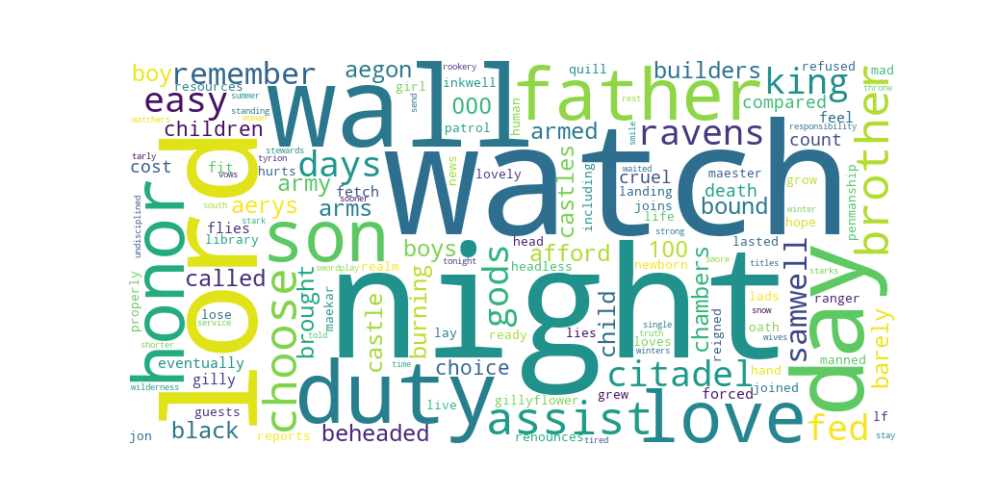 watch
night
wall
lord
father
day
son
duty
love
honor
king
brother
remember
easy
boy
resources
summer
standing
woman
watchers
children
cost
tarly
vows
fit
stewards
tyrion
hurts
days
aegon
girl
inkwell
rookery
send
000
patrol
human
quill
rest
smile
builders
armed
ravens
compared
refused
mad
throne
feel
responsibility
count
waited
cruel
maester
grow
landing
death
joins
life
bound
hope
winter
strong
penmanship
undisciplined
south
stark
aerys
army
fetch
sooner
arms
news
lovely
castles
including
flies
library
called
choose
boys
head
afford
100
lasted
swore
titles
samwell
starks
realm
swordplay
tonight
headless
newborn
gods
chambers
lads
ranger
snow
properly
lose
service
shorter
brought
told
maekar
castle
burning
lay
ready
lies
child
loves
truth
single
winters
reigned
oath
wives
manned
barely
eventually
wilderness
gilly
time
choice
citadel
hand
joined
forced
guests
live
gillyflower
grew
assist
jon
black
reports
beheaded
renounces
tired
fed
lf
stay